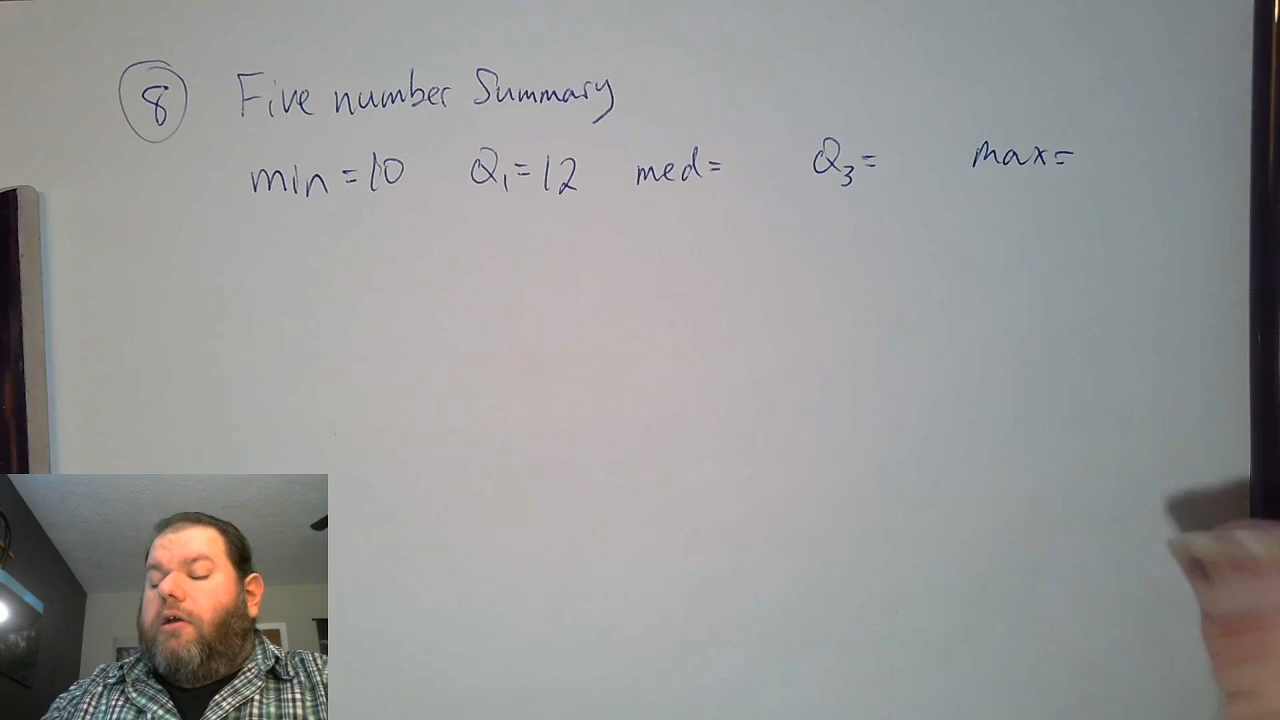 8 Five number Summary
min = 10 Q₁ = 12 med = Q₃ = max =